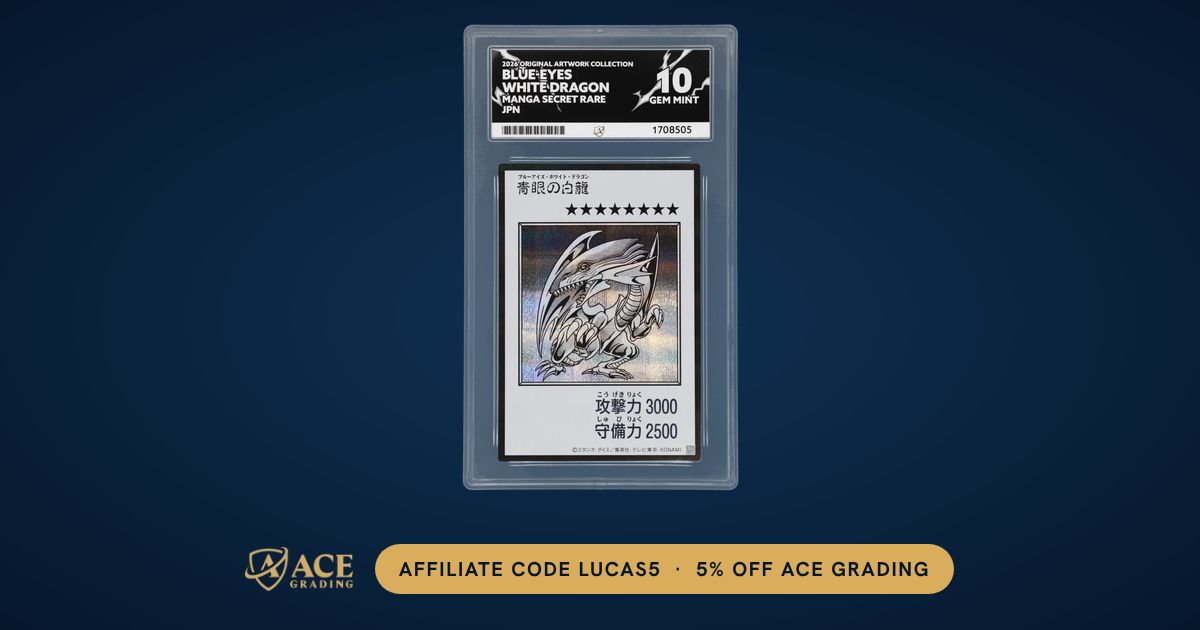 2026 ORIGINAL ARTWORK COLLECTION
BLUE-EYES
WHITE DRAGON
MANGA SECRET RARE
JPN
10
GEM MINT
1708505
ブルーアイズ・ホワイト・ドラゴン
青眼の白龍
★★★★★★★★
こうげきりょく
攻撃力 3000
しゅびりょく
守備力 2500
©スタジオ・ダイス/集英社・テレビ東京・KONAMI
ACE
GRADING
AFFILIATE CODE LUCAS5 · 5% OFF ACE GRADING